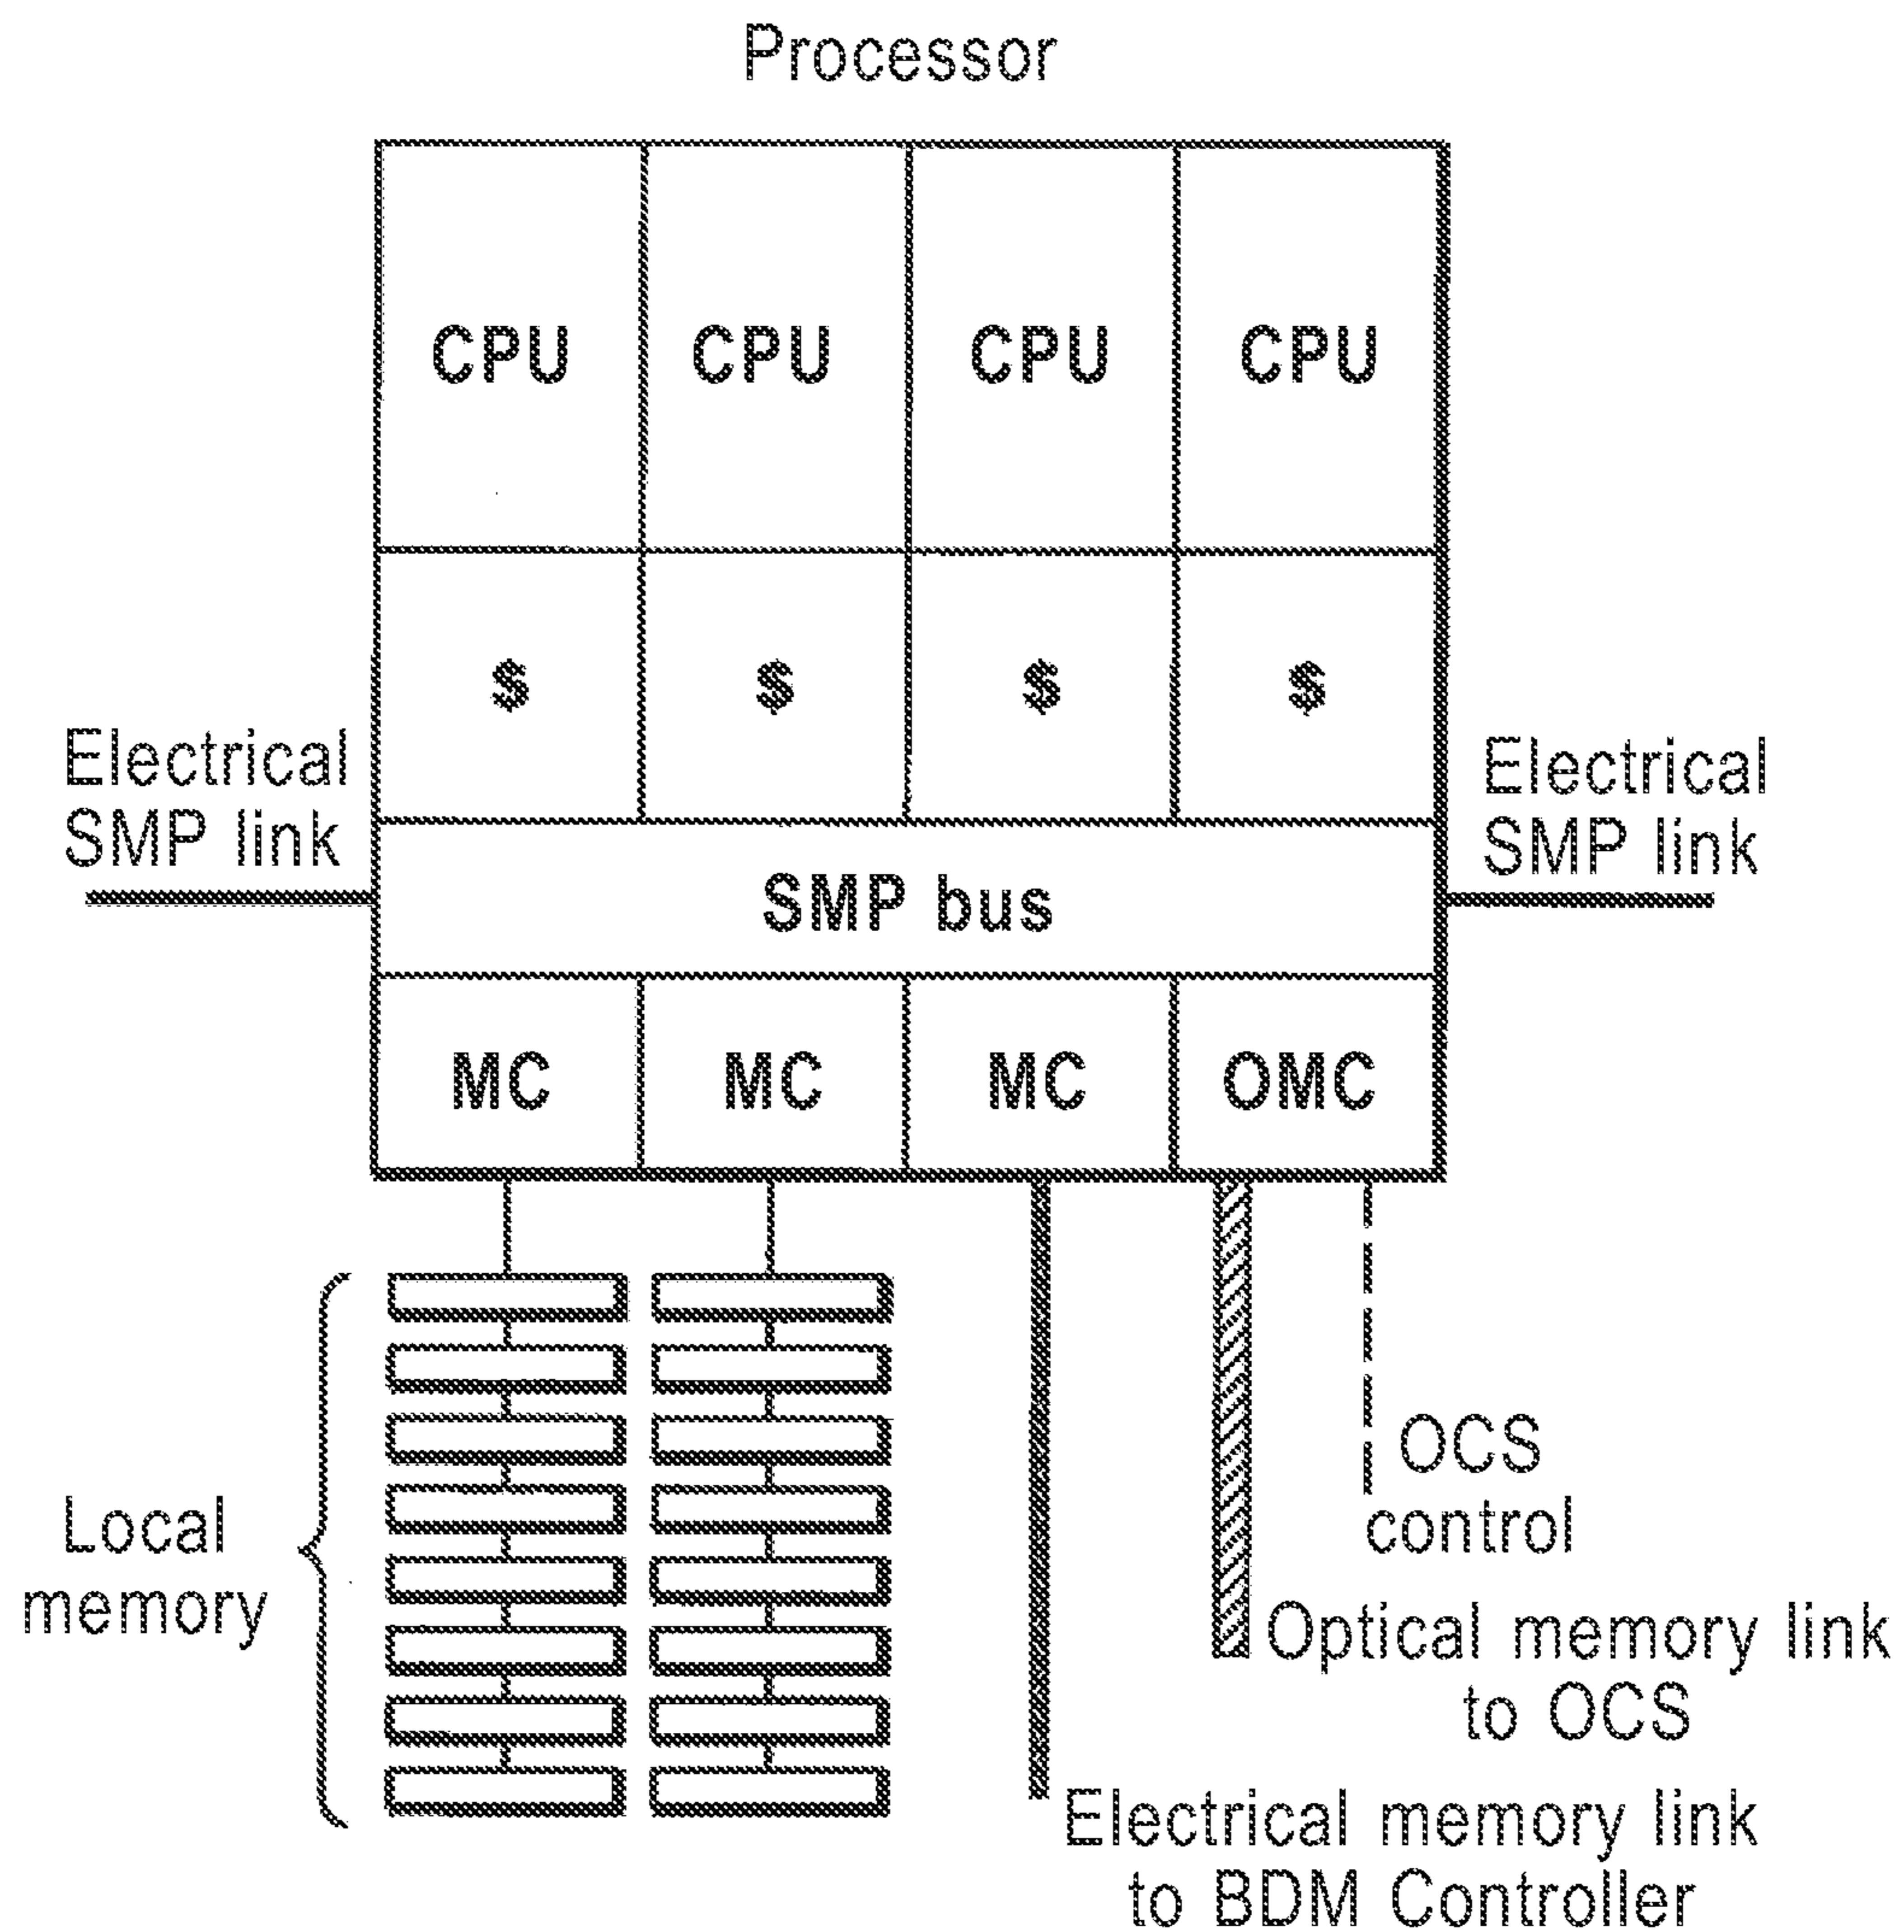 Processor
CPU CPU CPU CPU
$ $ $ $
Electrical
SMP link
Electrical
SMP link
SMP bus
MC MC MC OMC
OCS
control
Local
memory
Optical memory link
to OCS
Electrical memory link
to BDM Controller